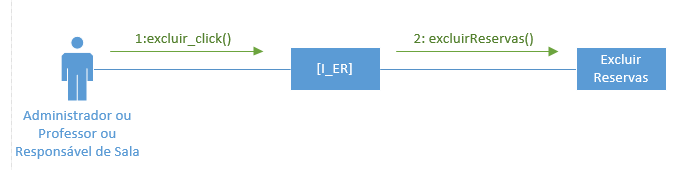 1:excluir_click()
2: excluirReservas()
[I_ER]
Excluir
Reservas
Administrador ou
Professor ou
Responsável de Sala